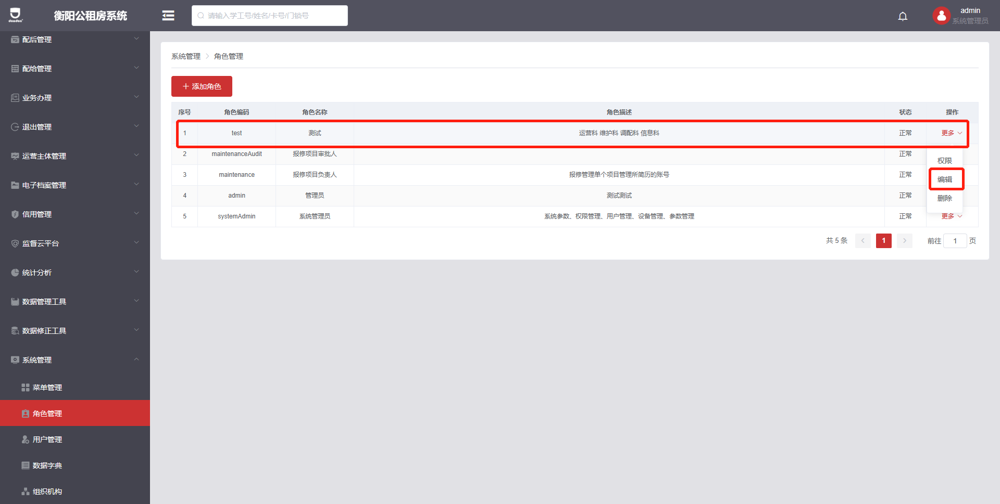 衡阳公租房系统
请输入学工号/姓名/卡号/门锁号
admin
系统管理员
配后管理
配给管理
业务办理
退出管理
运营主体管理
电子档案管理
信用管理
监督云平台
统计分析
数据管理工具
数据修正工具
系统管理
菜单管理
角色管理
用户管理
数据字典
组织机构
系统管理 > 角色管理
+ 添加角色
序号 角色编码 角色名称 角色描述 状态 操作
1 test 测试 运营科 维护科 调配科 信息科 正常 更多
2 maintenanceAudit 报修项目审批人 正常
3 maintenance 报修项目负责人 报修管理单个项目管理所简历的账号 正常
4 admin 管理员 测试测试 正常
5 systemAdmin 系统管理员 系统参数、权限管理、用户管理、设备管理、参数管理 正常 更多
权限
编辑
删除
共 5 条 < 1 > 前往 1 页